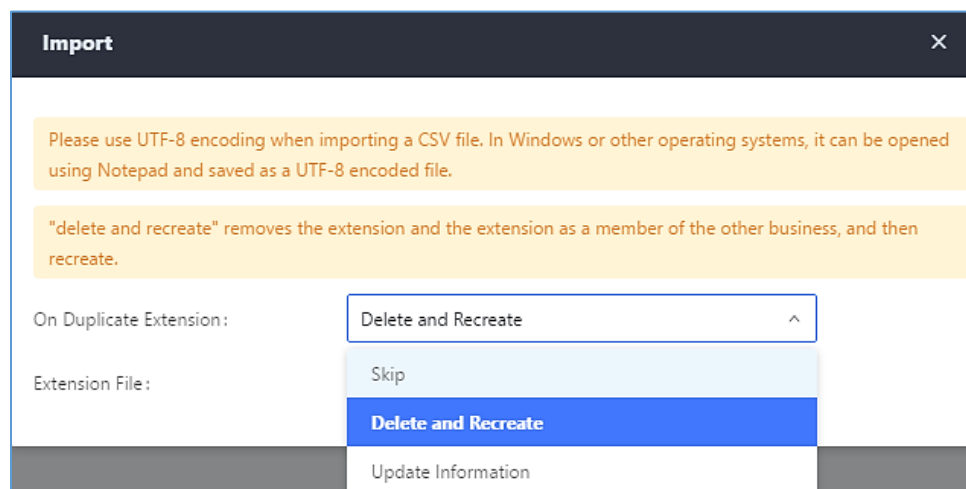 Import
Please use UTF-8 encoding when importing a CSV file. In Windows or other operating systems, it can be opened
using Notepad and saved as a UTF-8 encoded file.
"delete and recreate" removes the extension and the extension as a member of the other business, and then
recreate.
On Duplicate Extension:
Delete and Recreate
Extension File:
Skip
Delete and Recreate
Update Information